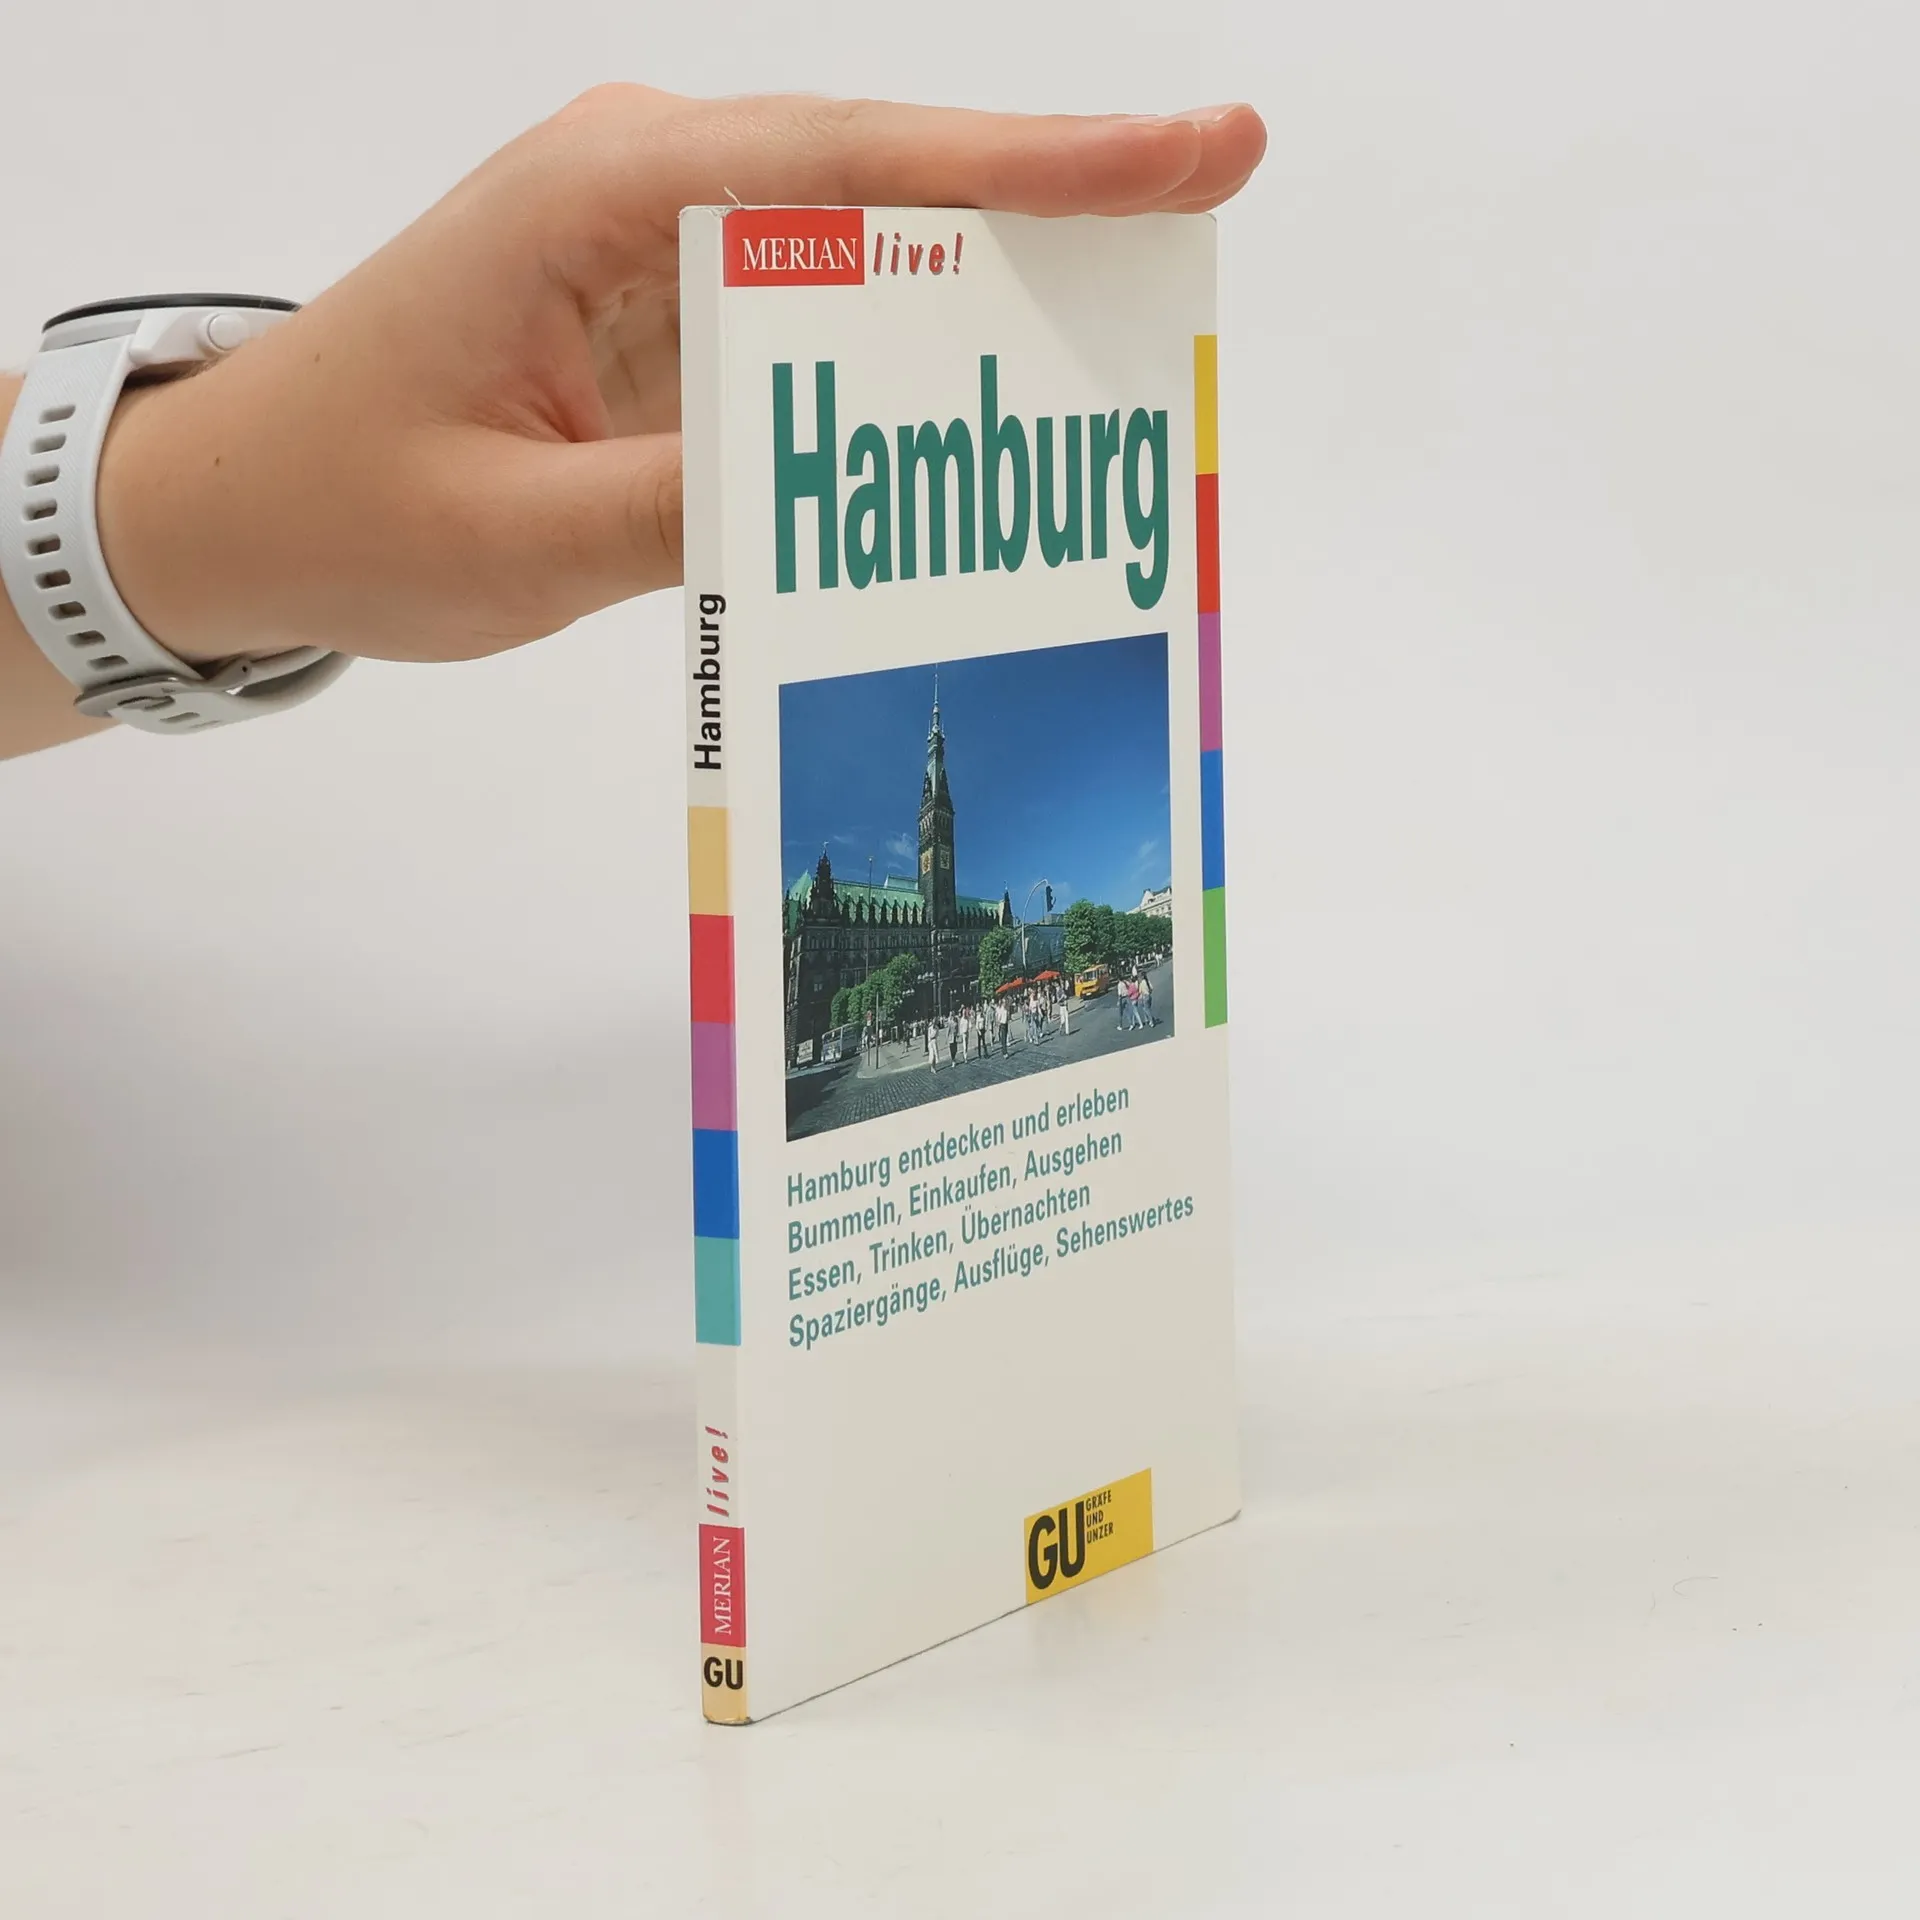 MERIAN live!
Hamburg
Hamburg entdecken und erleben
Bummeln, Einkaufen, Ausgehen
Essen, Trinken, Übernachten
Spaziergänge, Ausflüge, Sehenswertes
GU GRÄFE
UND
UNZER
Hamburg
MERIAN live!
GU